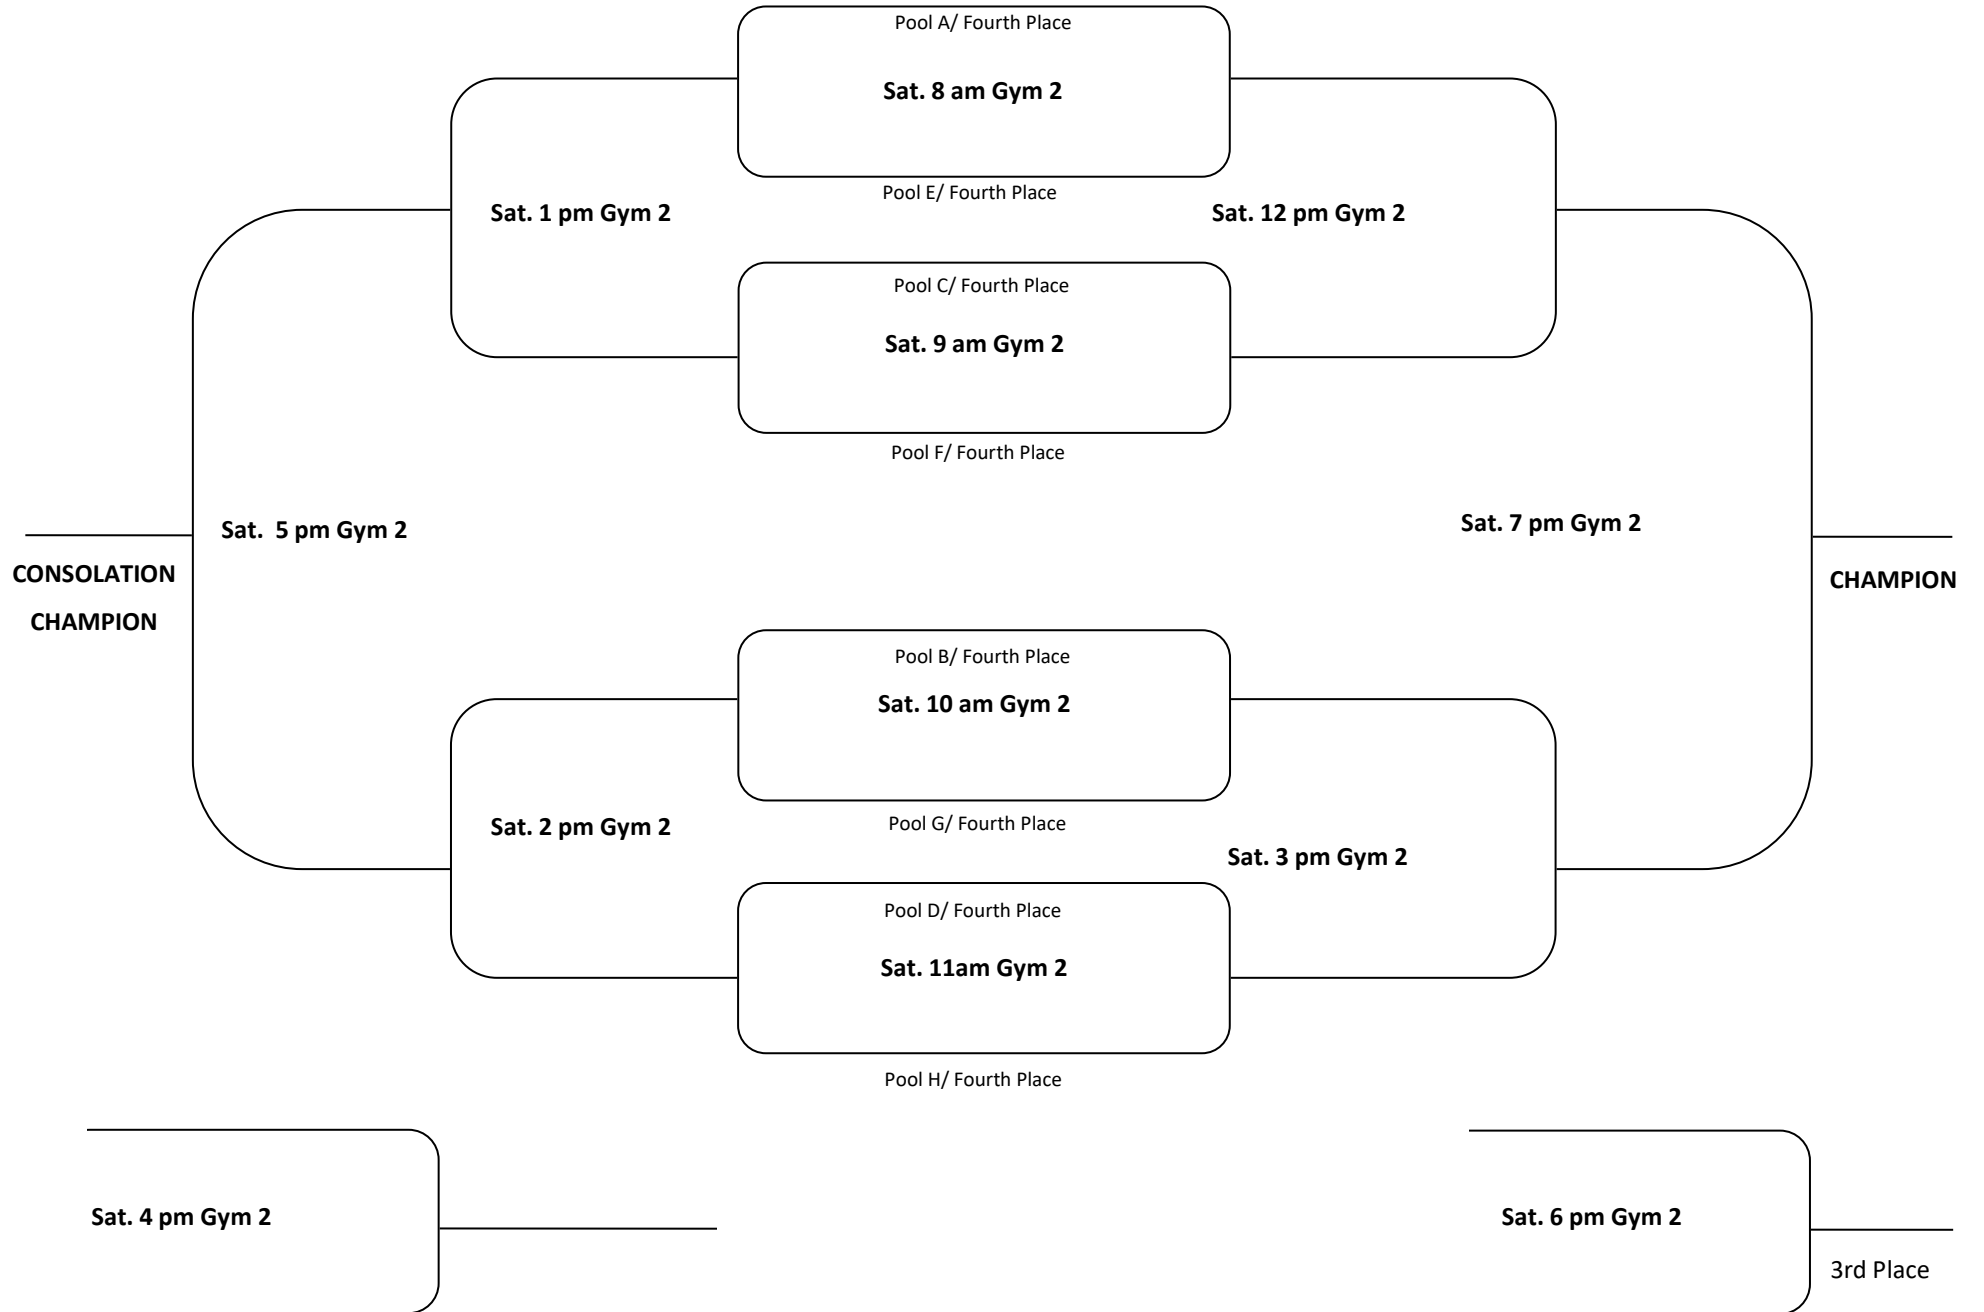 Pool A/ Fourth Place
Sat. 8 am Gym 2
Pool E/ Fourth Place
Sat. 1 pm Gym 2
Sat. 12 pm Gym 2
Pool C/ Fourth Place
Sat. 9 am Gym 2
Pool F/ Fourth Place
Sat.  5 pm Gym 2
Sat. 7 pm Gym 2
CONSOLATION
CHAMPION
CHAMPION
Pool B/ Fourth Place
Sat. 10 am Gym 2
Pool G/ Fourth Place
Sat. 2 pm Gym 2
Sat. 3 pm Gym 2
Pool D/ Fourth Place
Sat. 11am Gym 2
Pool H/ Fourth Place
Sat. 4 pm Gym 2
Sat. 6 pm Gym 2
3rd Place